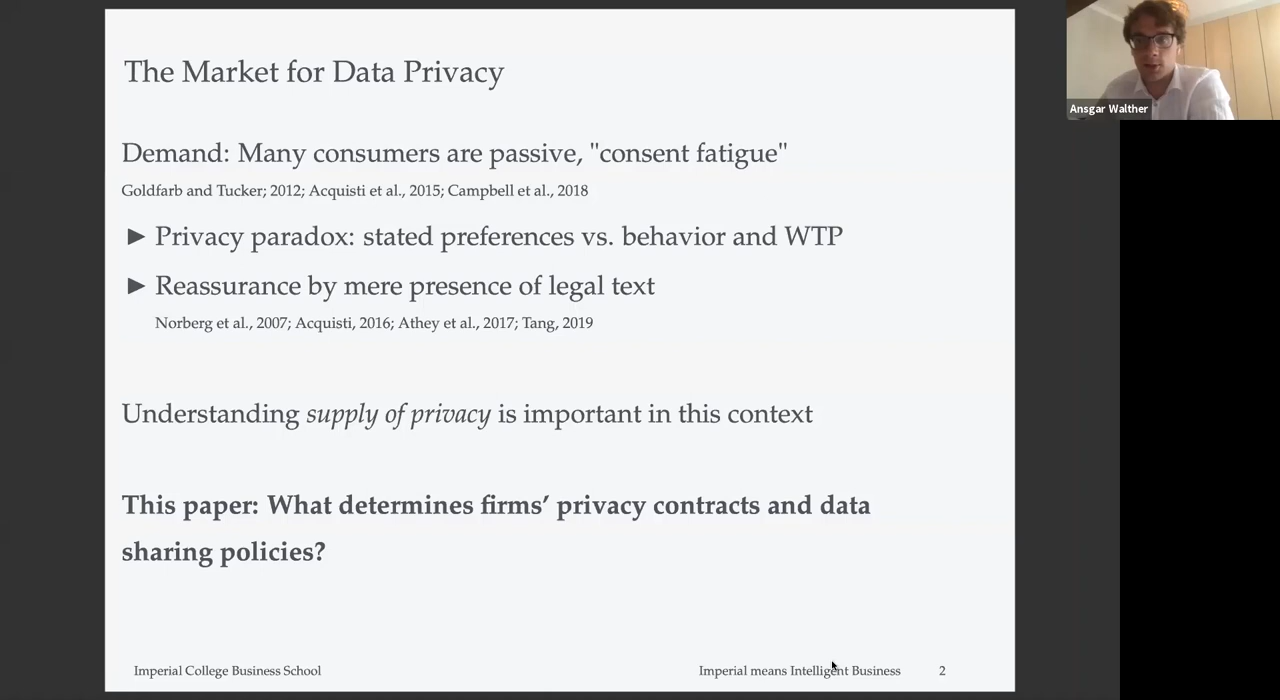 The Market for Data Privacy
Demand: Many consumers are passive, "consent fatigue"
Goldfarb and Tucker; 2012; Acquisti et al., 2015; Campbell et al., 2018
► Privacy paradox: stated preferences vs. behavior and WTP
► Reassurance by mere presence of legal text
Norberg et al., 2007; Acquisti, 2016; Athey et al., 2017; Tang, 2019
Understanding supply of privacy is important in this context
This paper: What determines firms’ privacy contracts and data
sharing policies?
Imperial College Business School
Imperial means Intelligent Business
2
Ansgar Walther